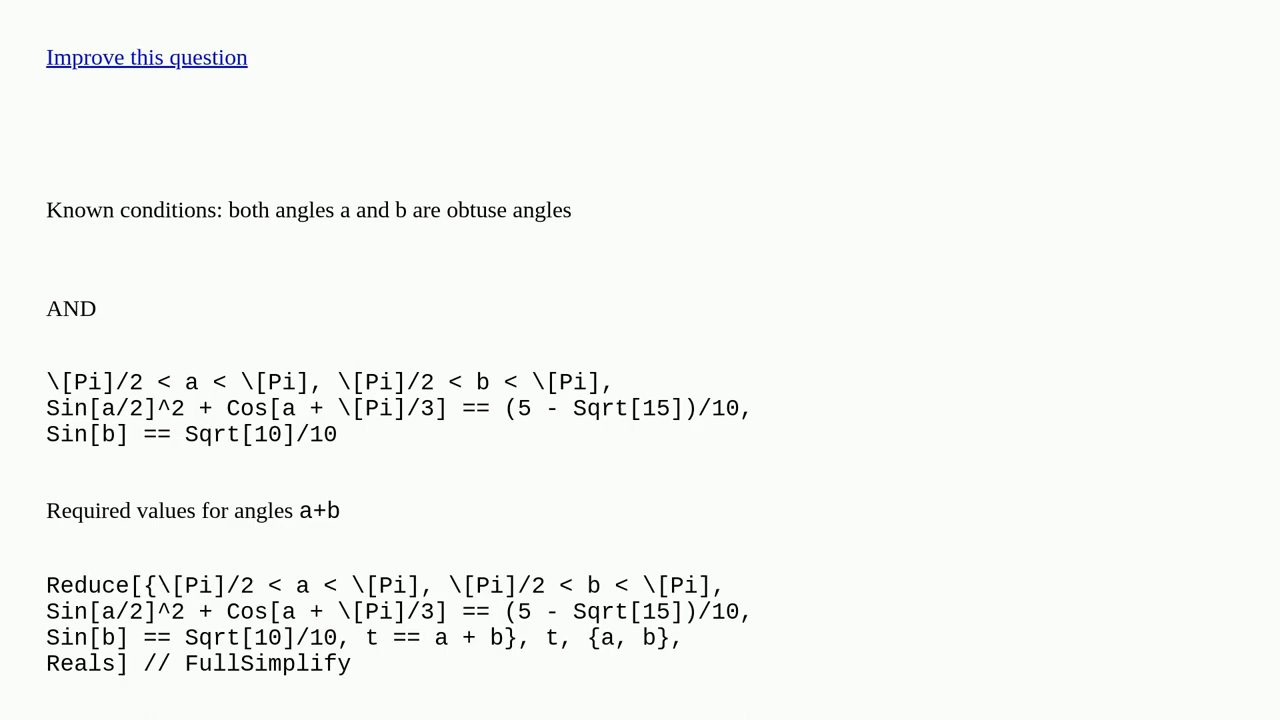 Improve this question
Known conditions: both angles a and b are obtuse angles
AND
\[Pi]/2 < a < \[Pi], \[Pi]/2 < b < \[Pi],
Sin[a/2]^2 + Cos[a + \[Pi]/3] == (5 - Sqrt[15])/10,
Sin[b] == Sqrt[10]/10
Required values for angles a+b
Reduce[{\[Pi]/2 < a < \[Pi], \[Pi]/2 < b < \[Pi],
Sin[a/2]^2 + Cos[a + \[Pi]/3] == (5 - Sqrt[15])/10,
Sin[b] == Sqrt[10]/10, t == a + b}, t, {a, b},
Reals] // FullSimplify